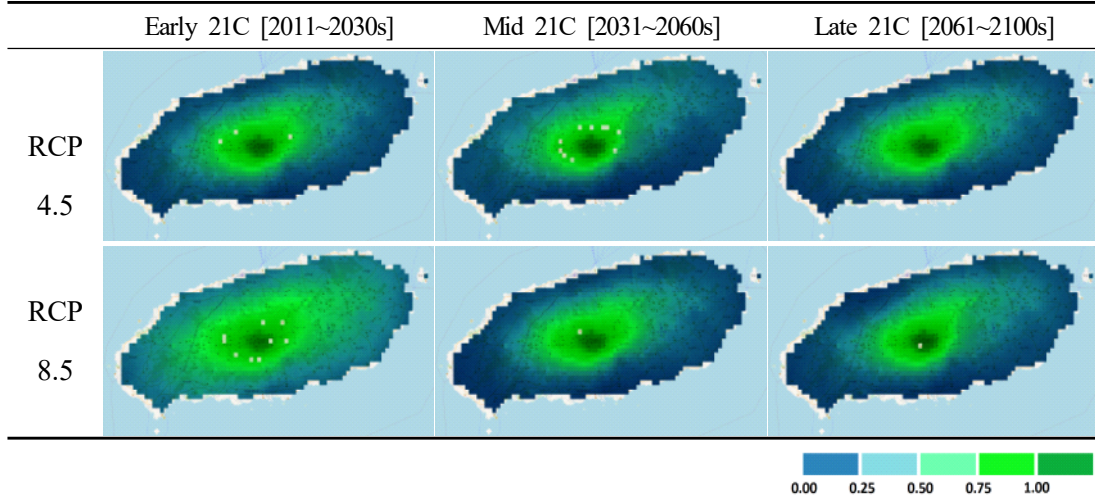 Early 21C [2011~2030s] Mid 21C [2031~2060s] Late 21C [2061~2100s]
RCP
4.5
RCP
8.5
0.00 0.25 0.50 0.75 1.00